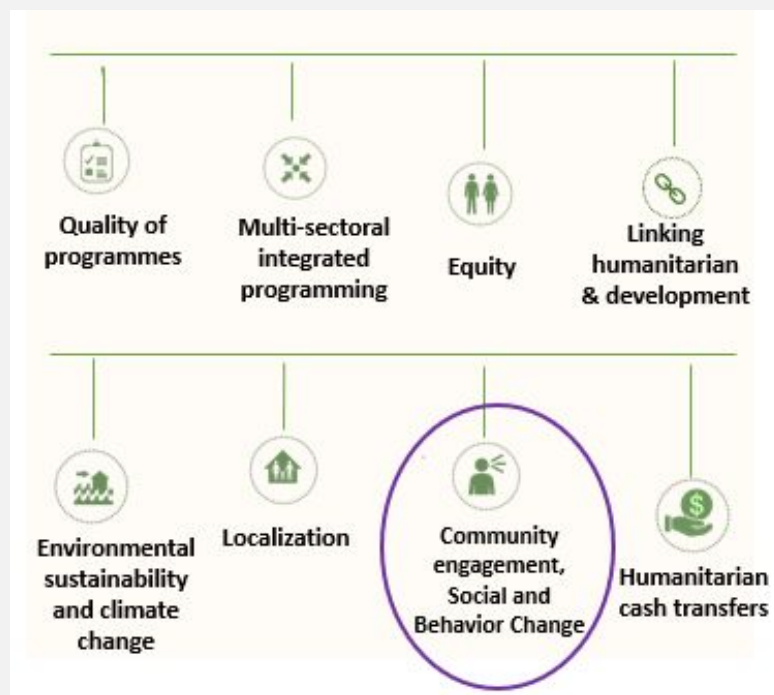 Quality of
programmes
Multi-sectoral
integrated
programming
Equity
Linking
humanitarian
& development
Environmental
sustainability
and climate
change
Localization
Community
engagement,
Social and
Behavior Change
$
Humanitarian
cash transfers